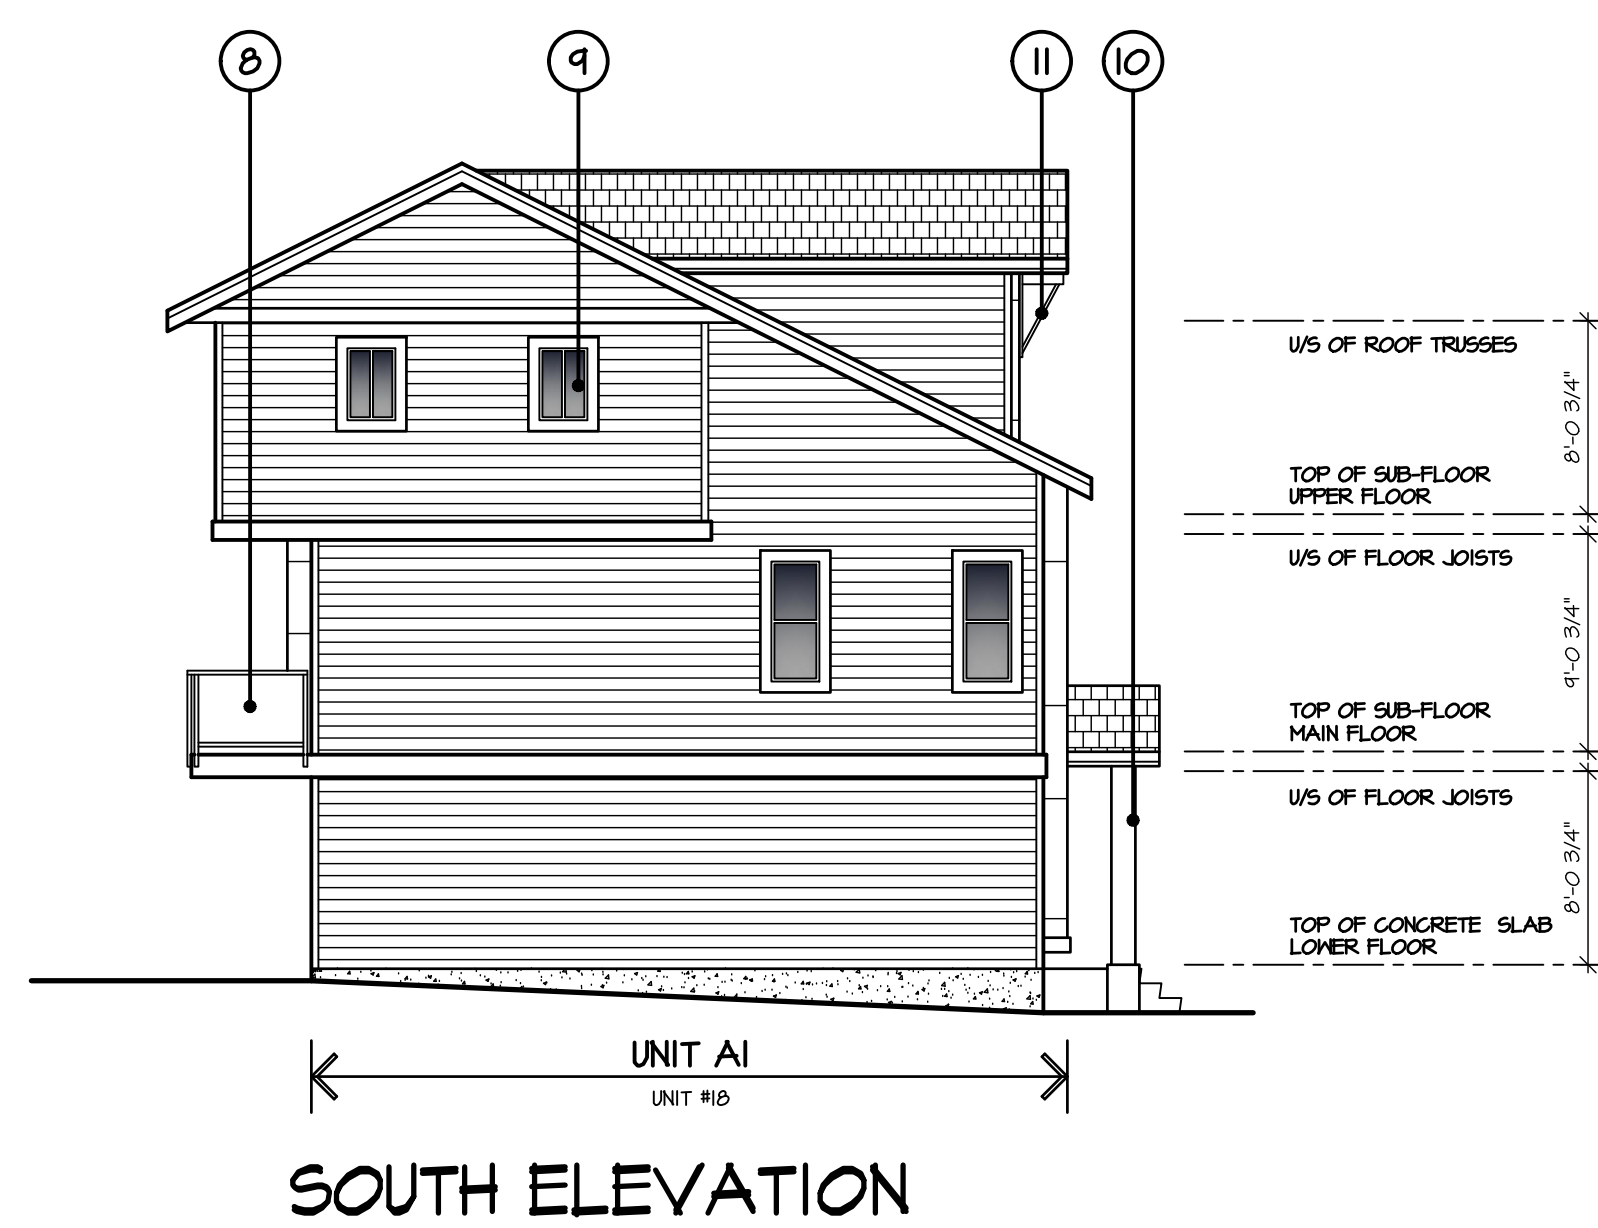 8
9
11
10
U/S OF ROOF TRUSSES
8'-0 3/4"
TOP OF SUB-FLOOR
UPPER FLOOR
U/S OF FLOOR JOISTS
9'-0 3/4"
TOP OF SUB-FLOOR
MAIN FLOOR
U/S OF FLOOR JOISTS
8'-0 3/4"
TOP OF CONCRETE SLAB
LOWER FLOOR
UNIT A1
UNIT #18
SOUTH ELEVATION